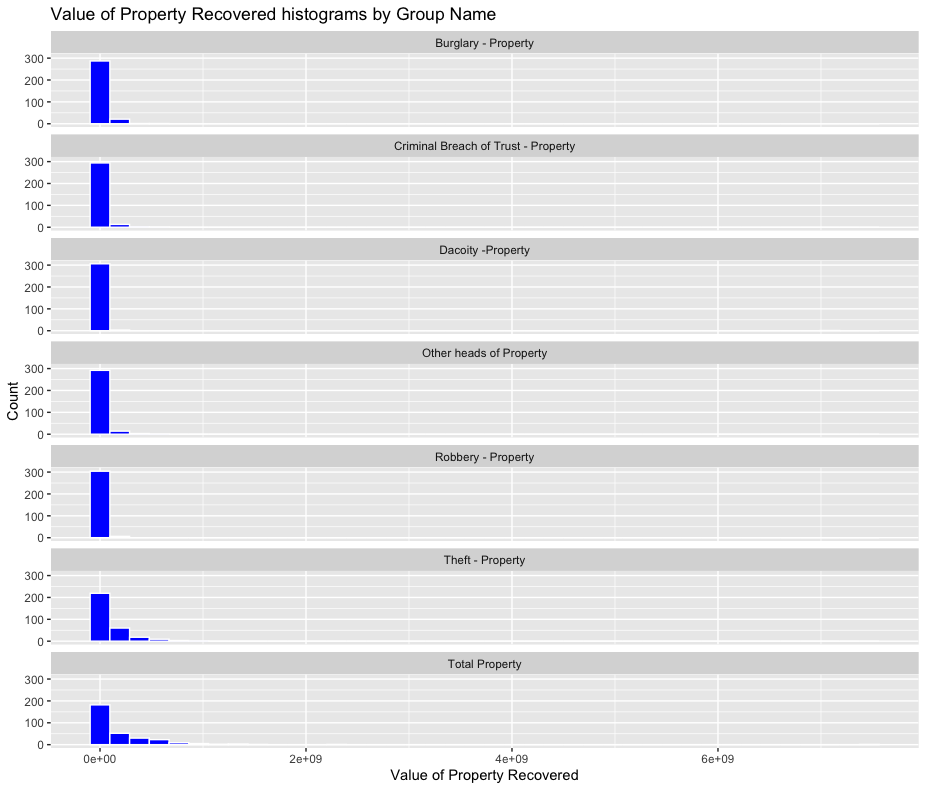 Value of Property Recovered histograms by Group Name
Burglary - Property
300
200
100
0
Criminal Breach of Trust - Property
300
200
100
0
Dacoity -Property
300
200
100
0
Other heads of Property
300
200
100
0
Count
Robbery - Property
300
200
100
0
Theft - Property
300
200
100
0
Total Property
300
200
100
0
0e+00 2e+09 4e+09 6e+09
Value of Property Recovered